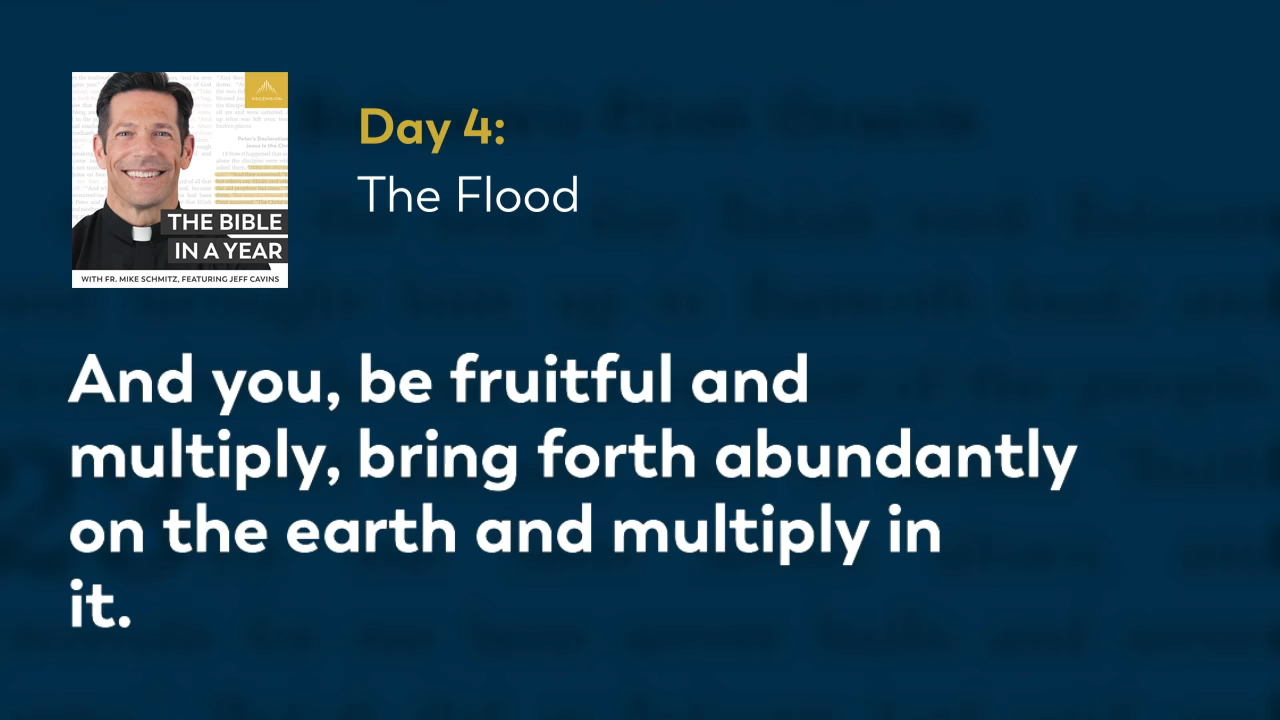 ASCENSION
THE BIBLE
IN A YEAR
WITH FR. MIKE SCHMITZ, FEATURING JEFF CAVINS
Day 4:
The Flood
And you, be fruitful and
multiply, bring forth abundantly
on the earth and multiply in
it.